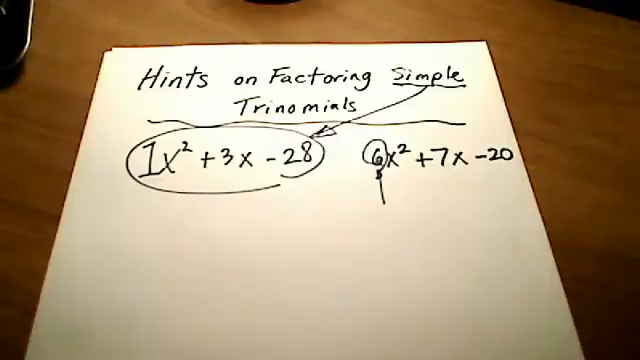 Hints on Factoring Simple
Trinomials
1x² + 3x - 28
6x² + 7x - 20